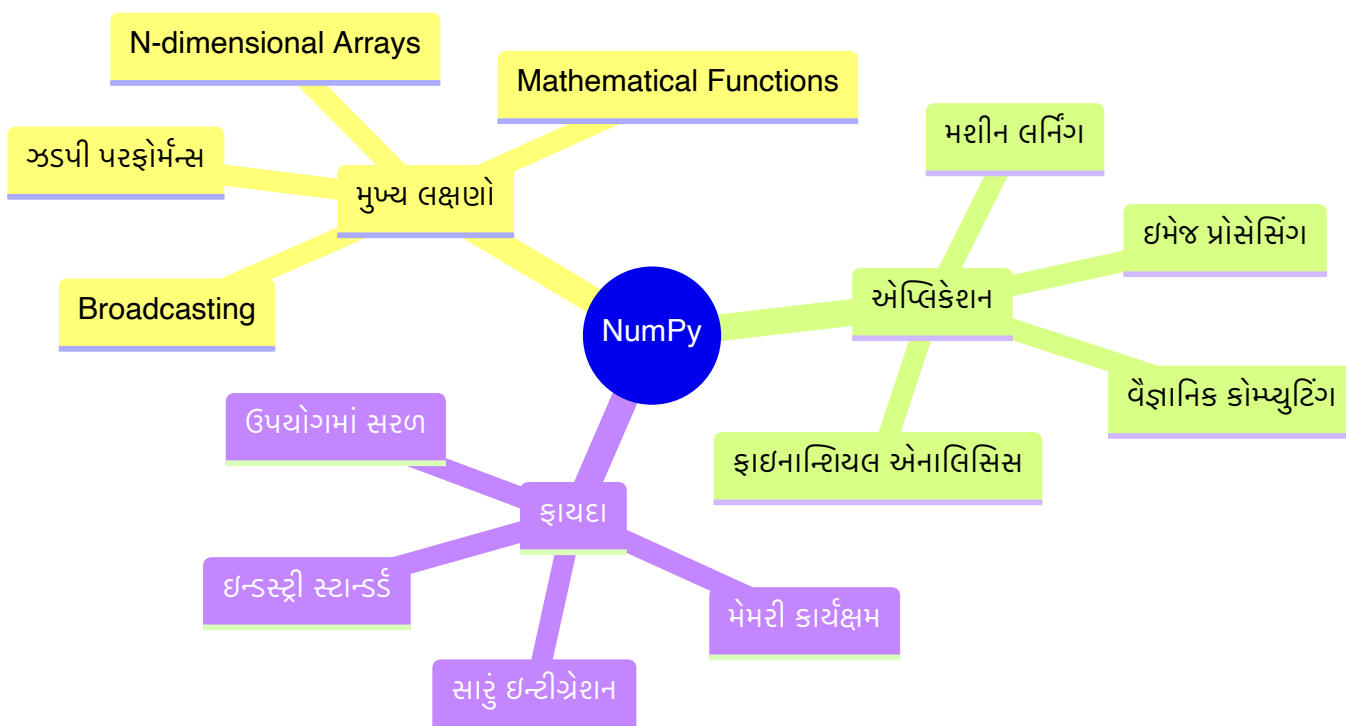 N-dimensional Arrays
Mathematical Functions
ઝડપી પરફોર્મન્સ
મુખ્ય લક્ષણો
Broadcasting
મશીન લર્નિંગ
ઇમેજ પ્રોસેસિંગ
એપ્લિકેશન
NumPy
વૈજ્ઞાનિક કોમ્પ્યુટિંગ
ફાઇનાન્શિયલ એનાલિસિસ
ઉપયોગમાં સરળ
ફાયદા
ઇન્ડસ્ટ્રી સ્ટાન્ડર્ડ
મેમરી કાર્યક્ષમ
સારું ઇન્ટીગ્રેશન